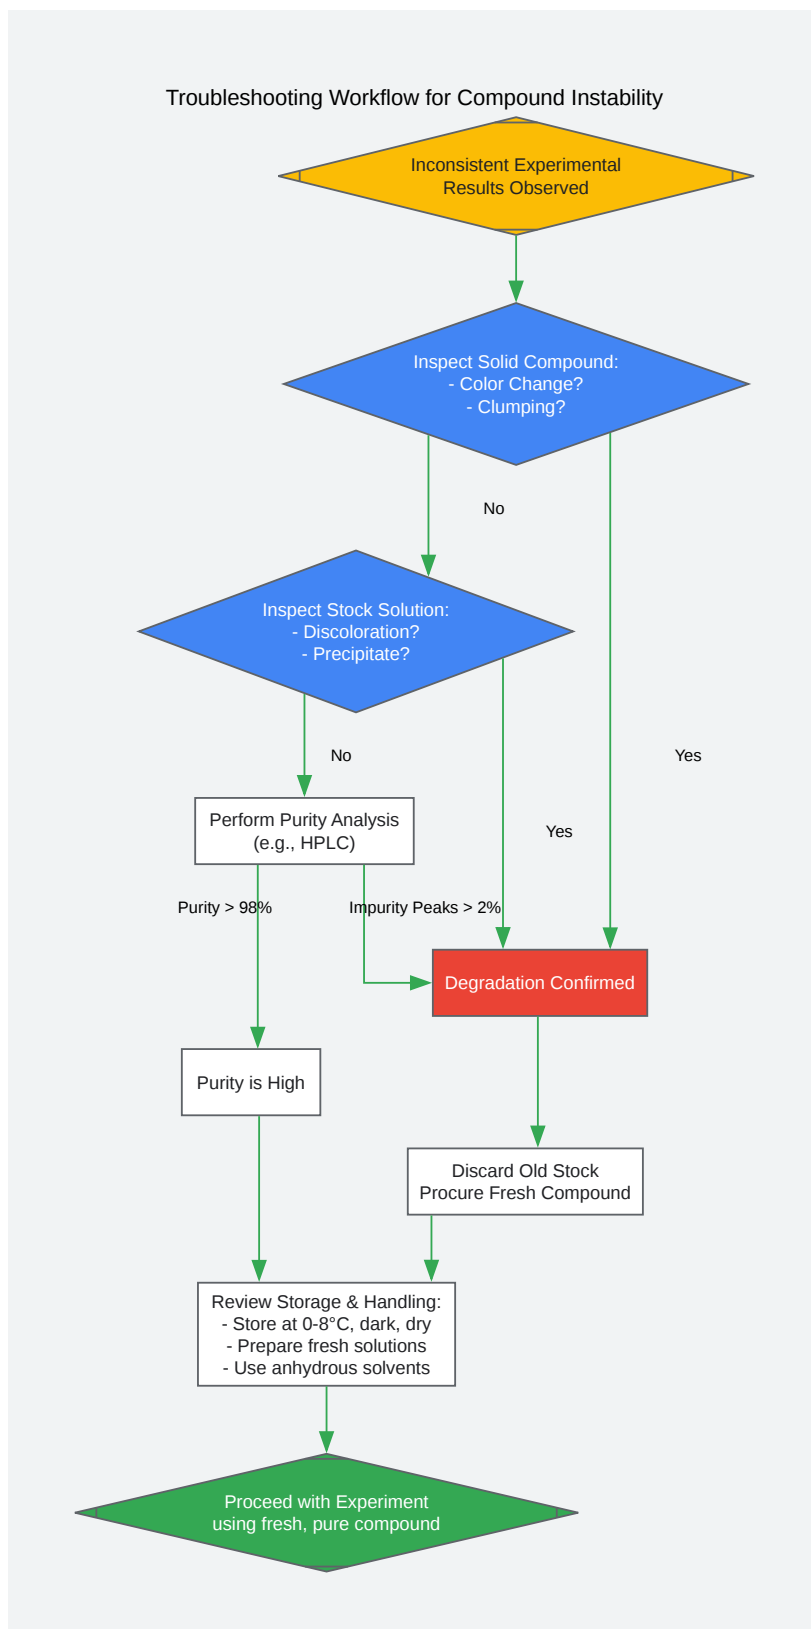 Troubleshooting Workflow for Compound Instability
Inconsistent Experimental
Results Observed
Inspect Solid Compound:
- Color Change?
- Clumping?
No
Inspect Stock Solution:
- Discoloration?
- Precipitate?
No
Yes
Perform Purity Analysis
(e.g., HPLC)
Yes
Purity > 98%
Impurity Peaks > 2%
Degradation Confirmed
Purity is High
Discard Old Stock
Procure Fresh Compound
Review Storage & Handling:
- Store at 0-8°C, dark, dry
- Prepare fresh solutions
- Use anhydrous solvents
Proceed with Experiment
using fresh, pure compound